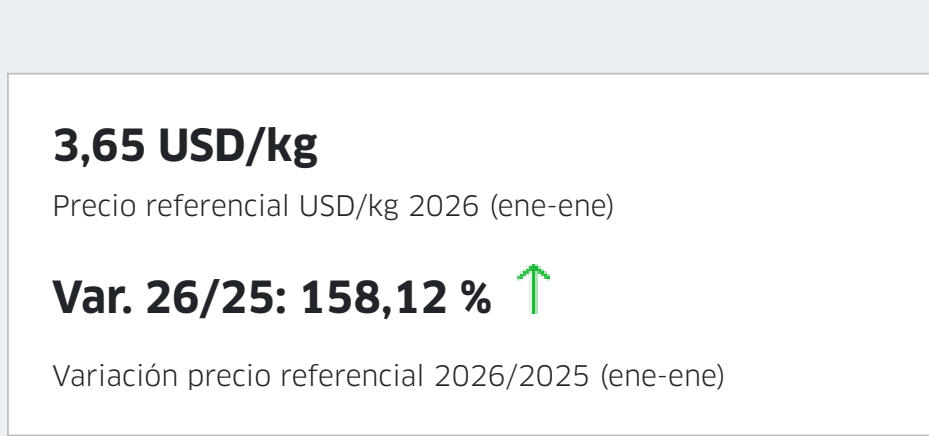 3,65 USD/kg
Precio referencial USD/kg 2026 (ene-ene)
Var. 26/25: 158,12 % ↑
Variación precio referencial 2026/2025 (ene-ene)